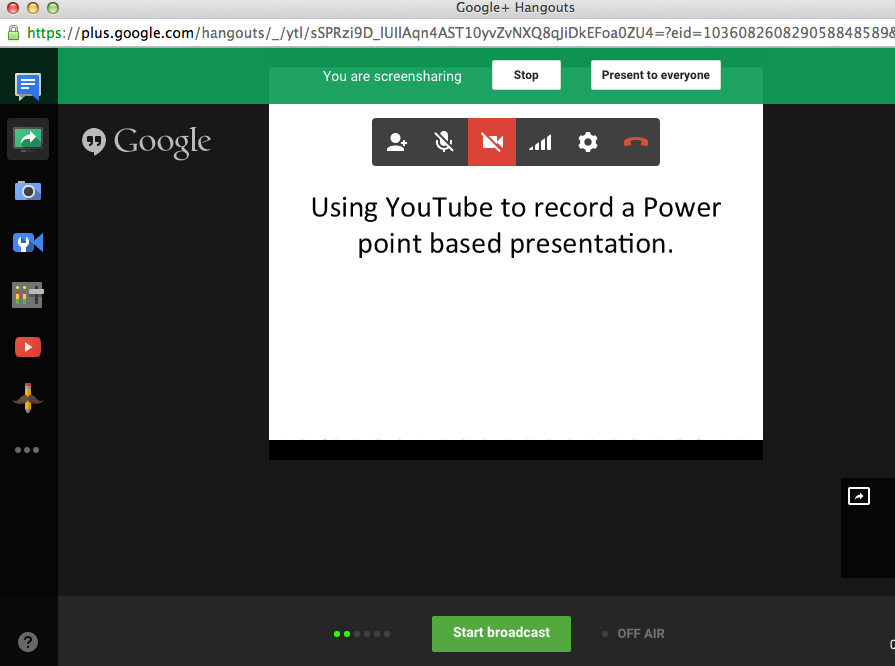 Google+ Hangouts
https://plus.google.com/hangouts/_/ytl/sSPRzi9D_lUIlAqn4AST10yvZvNXQ8qJiDkEFoa0ZU4=?eid=103608260829058848589&
You are screensharing
Stop
Present to everyone
Google
Using YouTube to record a Power
point based presentation.
Start broadcast
OFF AIR
?